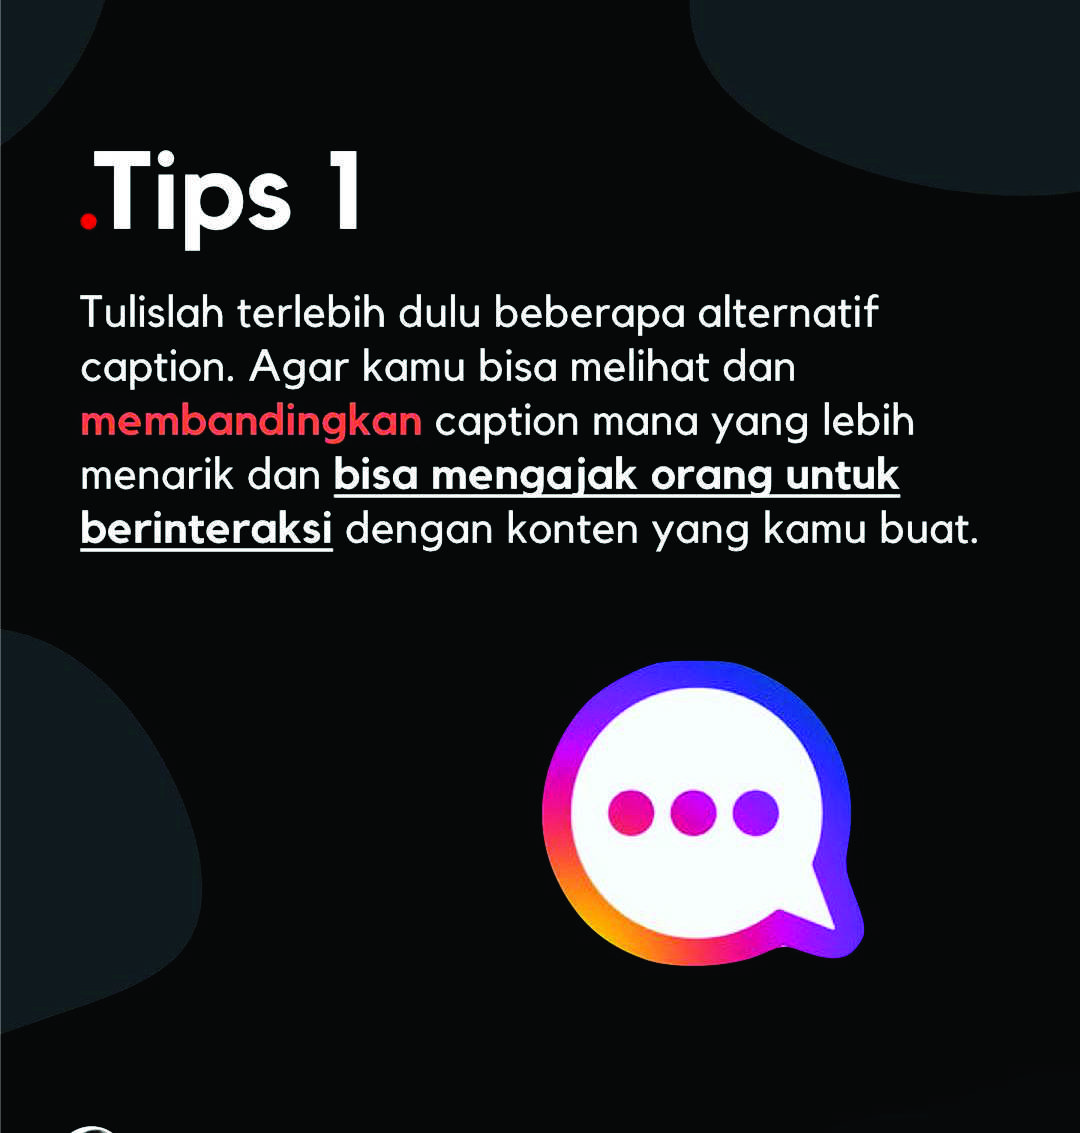 .Tips 1
Tulislah terlebih dulu beberapa alternatif
caption. Agar kamu bisa melihat dan
membandingkan caption mana yang lebih
menarik dan bisa mengajak orang untuk
berinteraksi dengan konten yang kamu buat.